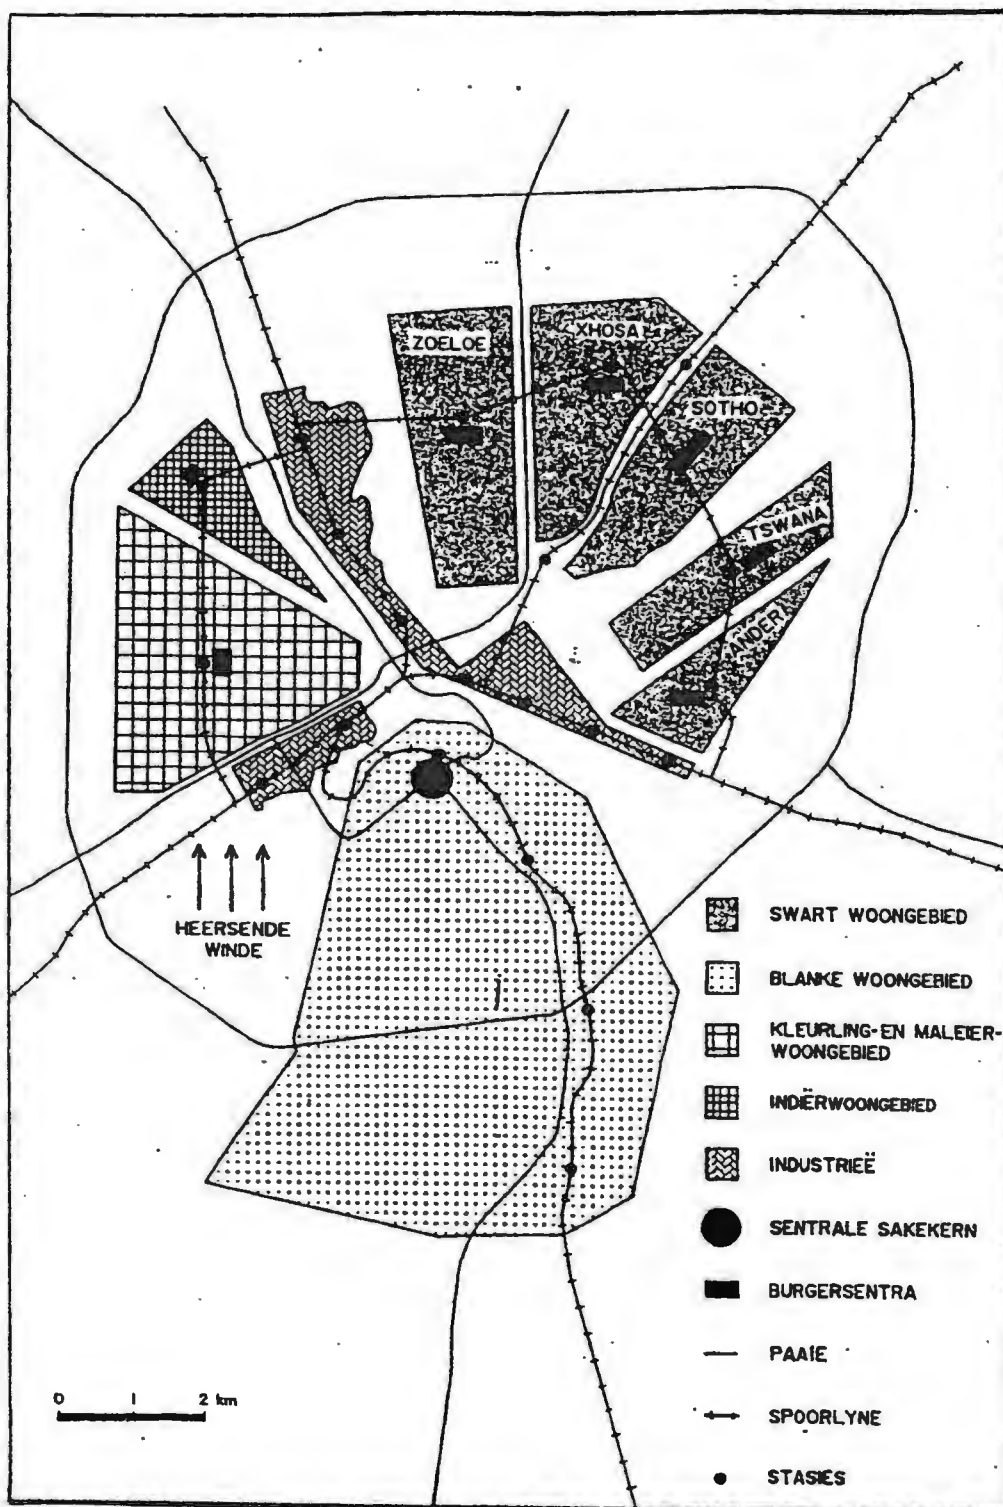 ZOELOE
XHOSA
SOTHO
TSWANA
ANDER
HEERSENDE
WINDE
SWART WOONGEBIED
BLANKE WOONGEBIED
KLEURLING-EN MALEIER-
WOONGEBIED
INDIËRWOONGEBIED
INDUSTRIEË
SENTRALE SAKEKERN
BURGERSENTRA
PAAIE
SPOORLYNE
STASIES
0 1 2 km